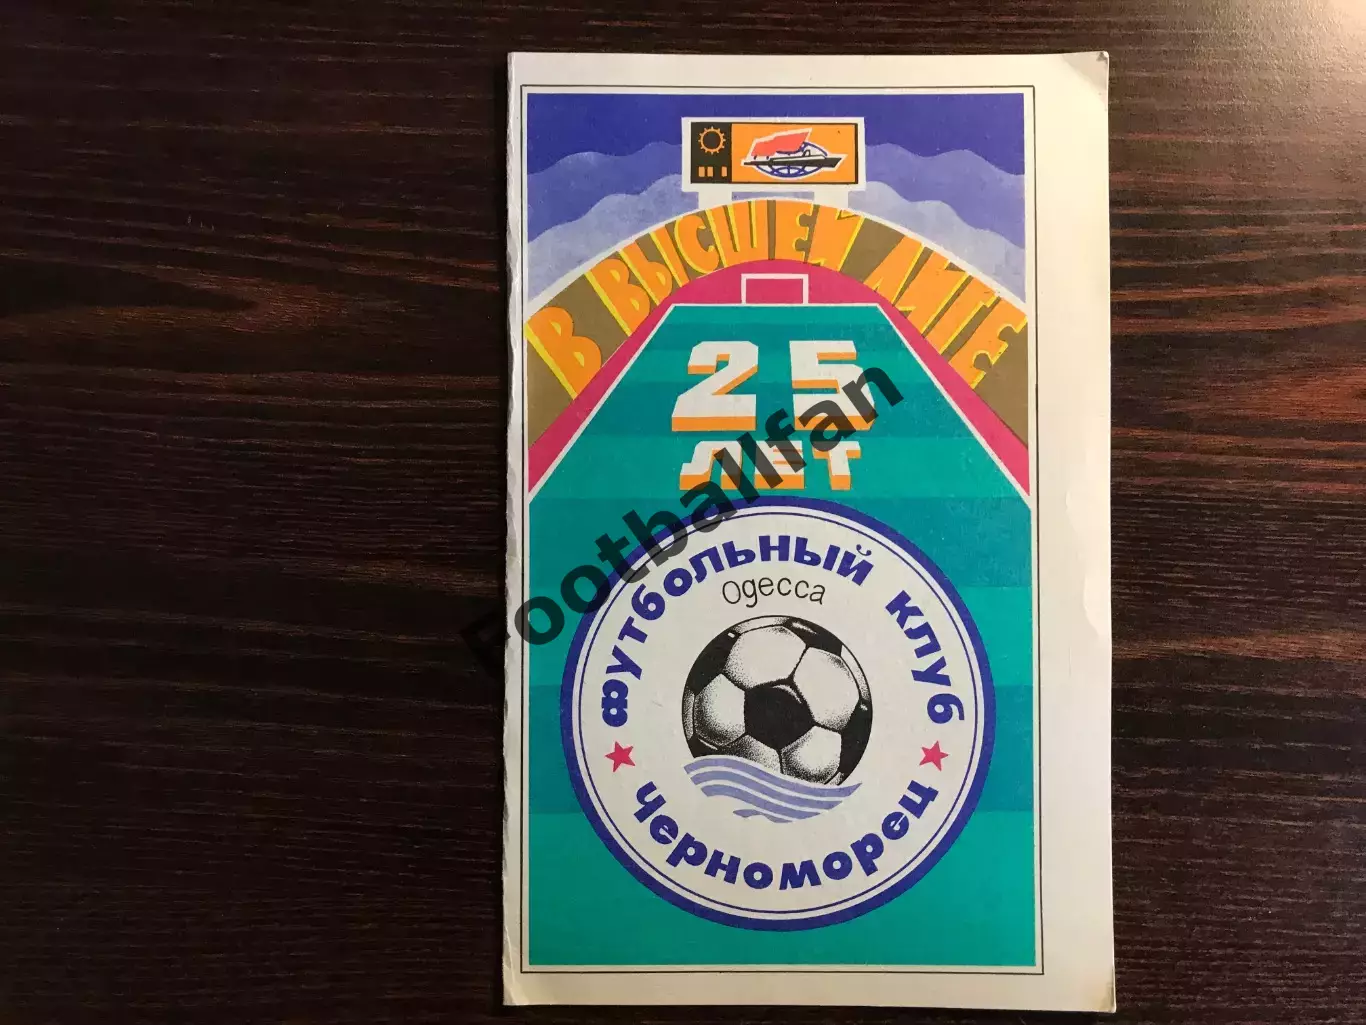 В ВЫСШЕЙ ЛИГЕ
25
ЛЕТ
ФУТБОЛЬНЫЙ КЛУБ
Одесса
★ Черноморец ★
Footballfan